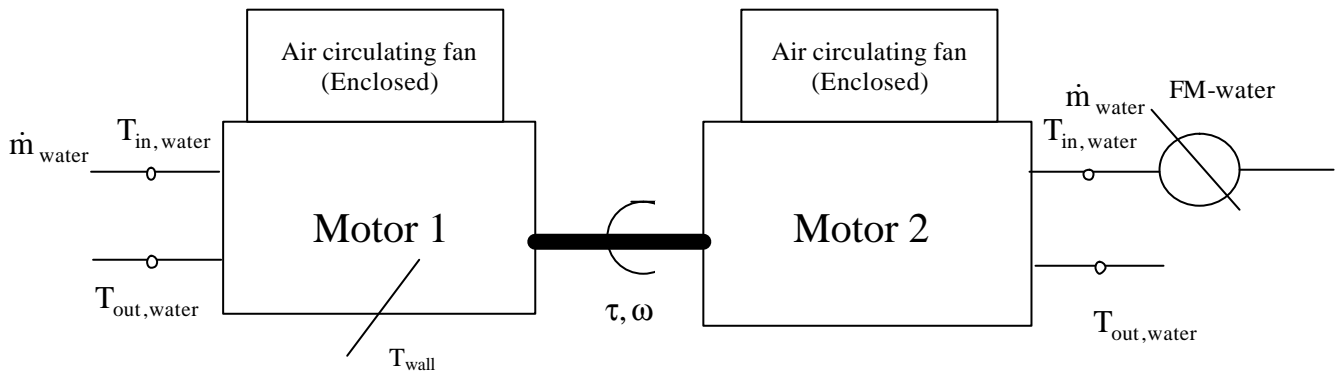 Air circulating fan
(Enclosed)
Air circulating fan
(Enclosed)
ṁ water
T in, water
ṁ water
FM-water
T in, water
Motor 1
Motor 2
T out, water
τ, ω
T out, water
T wall